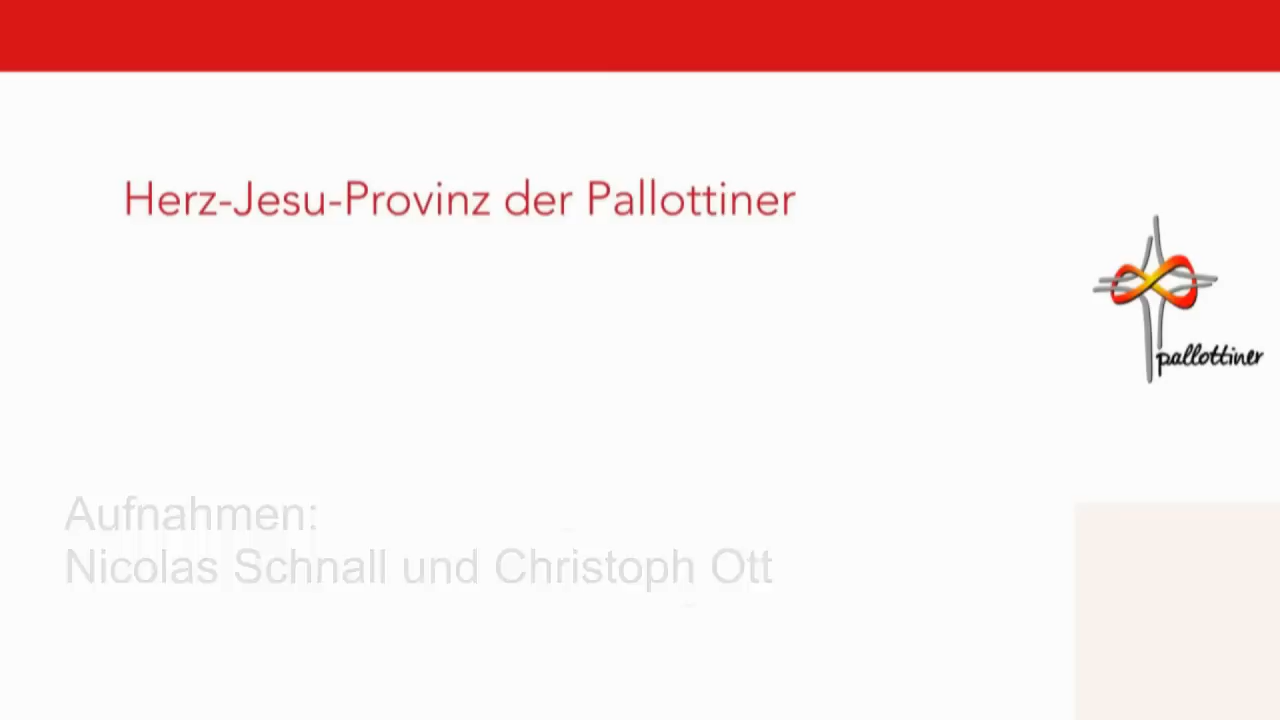 Herz-Jesu-Provinz der Pallottiner
pallottiner
Aufnahmen:
Nicolas Schnall und Christoph Ott